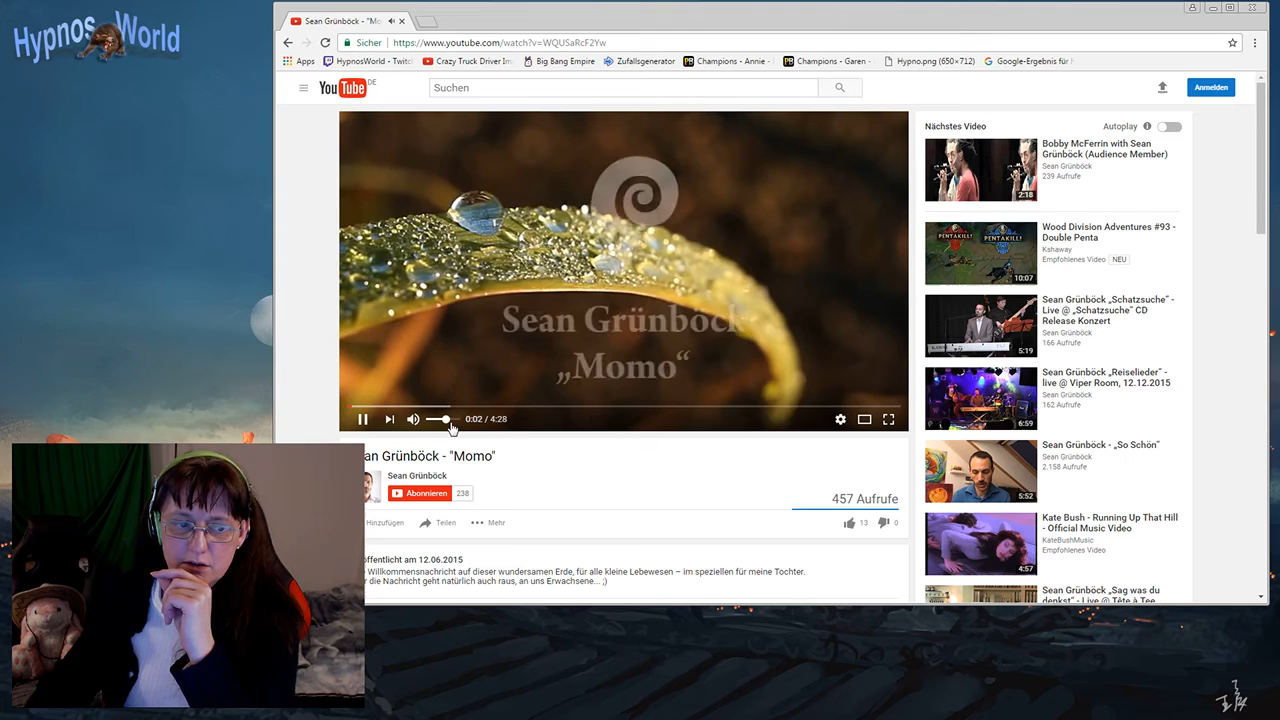 Hypnos World
Sean Grünböck - "Mo
Sicher
https://www.youtube.com/watch?v=WQUSaRcF2Yw
Apps
HypnosWorld - Twitch
Crazy Truck Driver Im
Big Bang Empire
Zufallsgenerator
Champions - Annie -
Champions - Garen -
Hypno.png (650×712)
Google-Ergebnis für
YouTube DE
Suchen
Anmelden
Sean Grünböck
„Momo“
0:02 / 4:28
an Grünböck - "Momo"
Sean Grünböck
Abonnieren 238
457 Aufrufe
Hinzufügen
Teilen
Mehr
13
0
öffentlicht am 12.06.2015
Willkommensnachricht auf dieser wundersamen Erde, für alle kleine Lebewesen – im speziellen für meine Tochter.
die Nachricht geht natürlich auch raus, an uns Erwachsene... ;)
Nächstes Video
Autoplay
Bobby McFerrin with Sean
Grünböck (Audience Member)
Sean Grünböck
239 Aufrufe
2:18
Wood Division Adventures #93 -
Double Penta
Kshaway
Empfohlenes Video NEU
PENTAKILL!
PENTAKILL!
10:07
Sean Grünböck „Schatzsuche“ -
Live @ „Schatzsuche“ CD
Release Konzert
Sean Grünböck
166 Aufrufe
5:19
Sean Grünböck „Reiselieder“ -
live @ Viper Room, 12.12.2015
Sean Grünböck
162 Aufrufe
6:59
Sean Grünböck - „So Schön“
Sean Grünböck
2.158 Aufrufe
5:52
Kate Bush - Running Up That Hill
- Official Music Video
KateBushMusic
Empfohlenes Video
4:57
Sean Grünböck „Sag was du
denkst“ - Live @ Tête à Tee